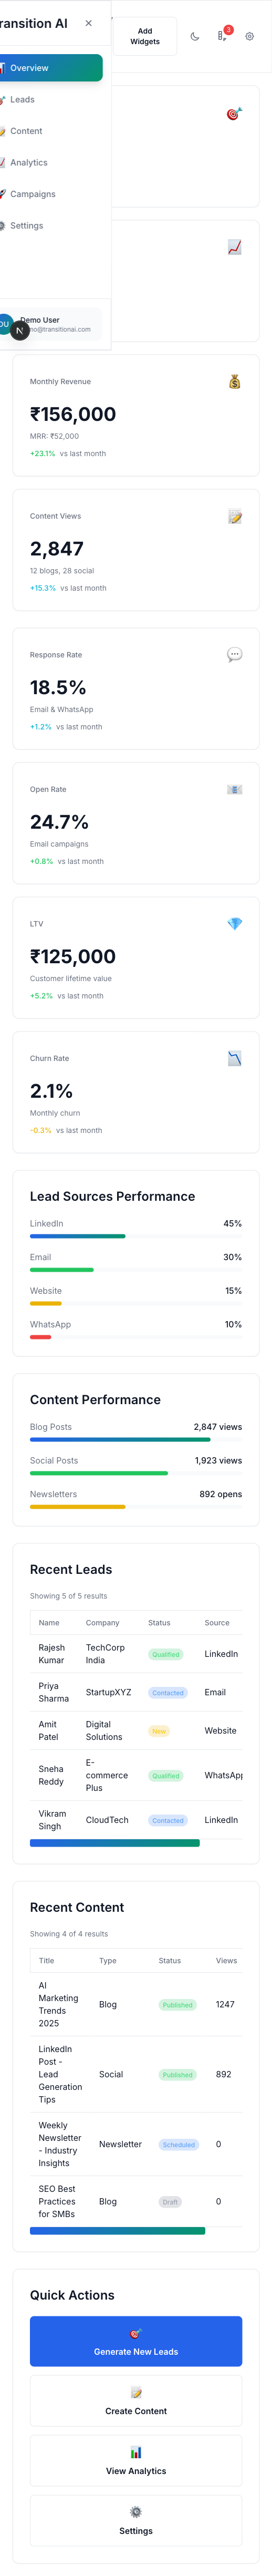 ransition AI
Add
Widgets
3
Overview
Leads
Content
Analytics
Campaigns
Settings
Demo User
mo@transitionai.com
N
Monthly Revenue
₹156,000
MRR: ₹52,000
+23.1% vs last month
Content Views
2,847
12 blogs, 28 social
+15.3% vs last month
Response Rate
18.5%
Email & WhatsApp
+1.2% vs last month
Open Rate
24.7%
Email campaigns
+0.8% vs last month
LTV
₹125,000
Customer lifetime value
+5.2% vs last month
Churn Rate
2.1%
Monthly churn
-0.3% vs last month
Lead Sources Performance
LinkedIn 45%
Email 30%
Website 15%
WhatsApp 10%
Content Performance
Blog Posts 2,847 views
Social Posts 1,923 views
Newsletters 892 opens
Recent Leads
Showing 5 of 5 results
Name Company Status Source
Rajesh Kumar TechCorp India Qualified LinkedIn
Priya Sharma StartupXYZ Contacted Email
Amit Patel Digital Solutions New Website
Sneha Reddy E-commerce Plus Qualified WhatsApp
Vikram Singh CloudTech Contacted LinkedIn
Recent Content
Showing 4 of 4 results
Title Type Status Views
AI Marketing Trends 2025 Blog Published 1247
LinkedIn Post - Lead Generation Tips Social Published 892
Weekly Newsletter - Industry Insights Newsletter Scheduled 0
SEO Best Practices for SMBs Blog Draft 0
Quick Actions
Generate New Leads
Create Content
View Analytics
Settings